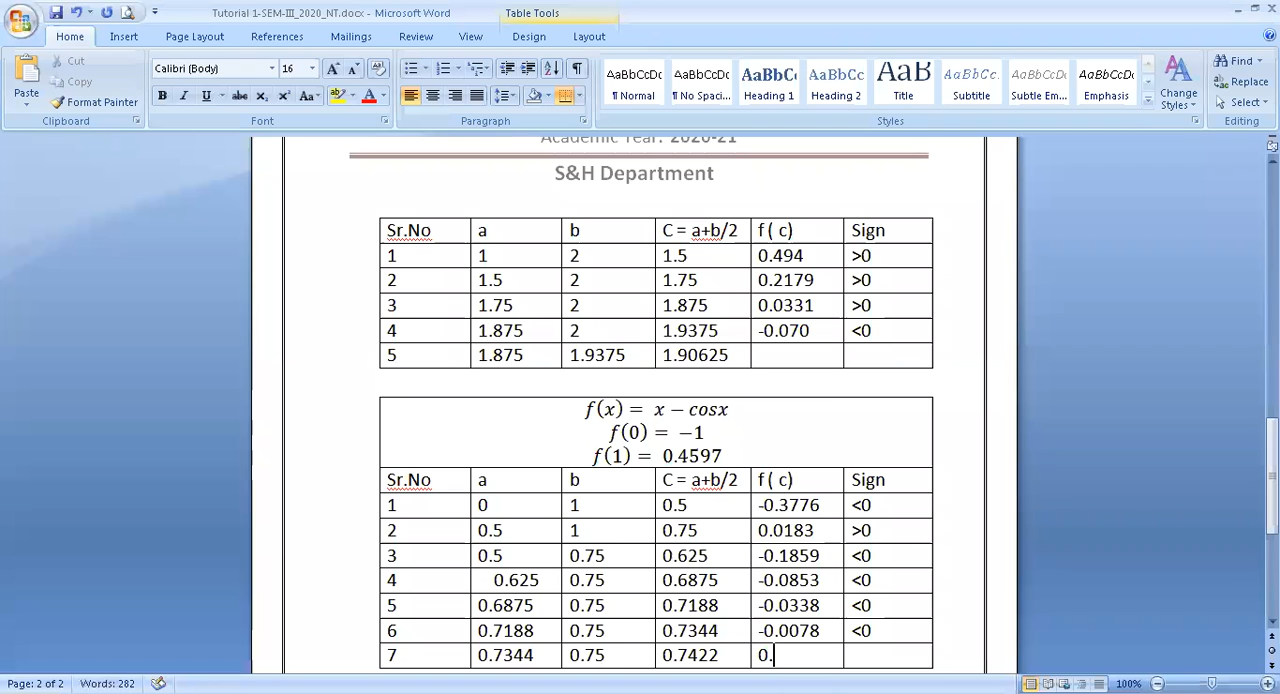 Tutorial 1-SEM-III_2020_NT.docx - Microsoft Word Table Tools
Home Insert Page Layout References Mailings Review View Design Layout
Paste
Cut
Copy
Format Painter
Clipboard
Calibri (Body) 16
Font
Paragraph
AaBbCcDc AaBbCcDc AaBbCc AaBbCc AaB AaBbCc. AaBbCcDc AaBbCcDc
¶ Normal ¶ No Spaci... Heading 1 Heading 2 Title Subtitle Subtle Em... Emphasis
Change Styles
Styles
Find
Replace
Select
Editing
Academic Year: 2020-21
S&H Department
Sr.No a b C = a+b/2 f ( c) Sign
1 1 2 1.5 0.494 >0
2 1.5 2 1.75 0.2179 >0
3 1.75 2 1.875 0.0331 >0
4 1.875 2 1.9375 -0.070 <0
5 1.875 1.9375 1.90625
f(x) = x − cosx
f(0) = −1
f(1) = 0.4597
Sr.No a b C = a+b/2 f ( c) Sign
1 0 1 0.5 -0.3776 <0
2 0.5 1 0.75 0.0183 >0
3 0.5 0.75 0.625 -0.1859 <0
4 0.625 0.75 0.6875 -0.0853 <0
5 0.6875 0.75 0.7188 -0.0338 <0
6 0.7188 0.75 0.7344 -0.0078 <0
7 0.7344 0.75 0.7422 0.
Page: 2 of 2 Words: 282 100%